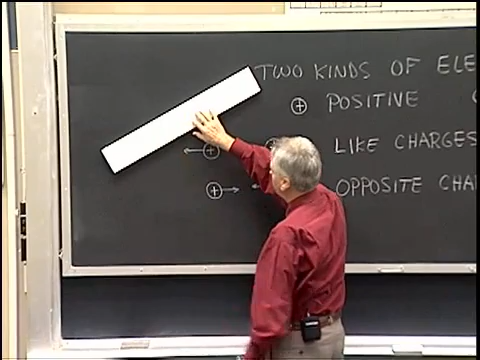 TWO KINDS OF ELE
⊕ POSITIVE
LIKE CHARGES
⊕ OPPOSITE CHA